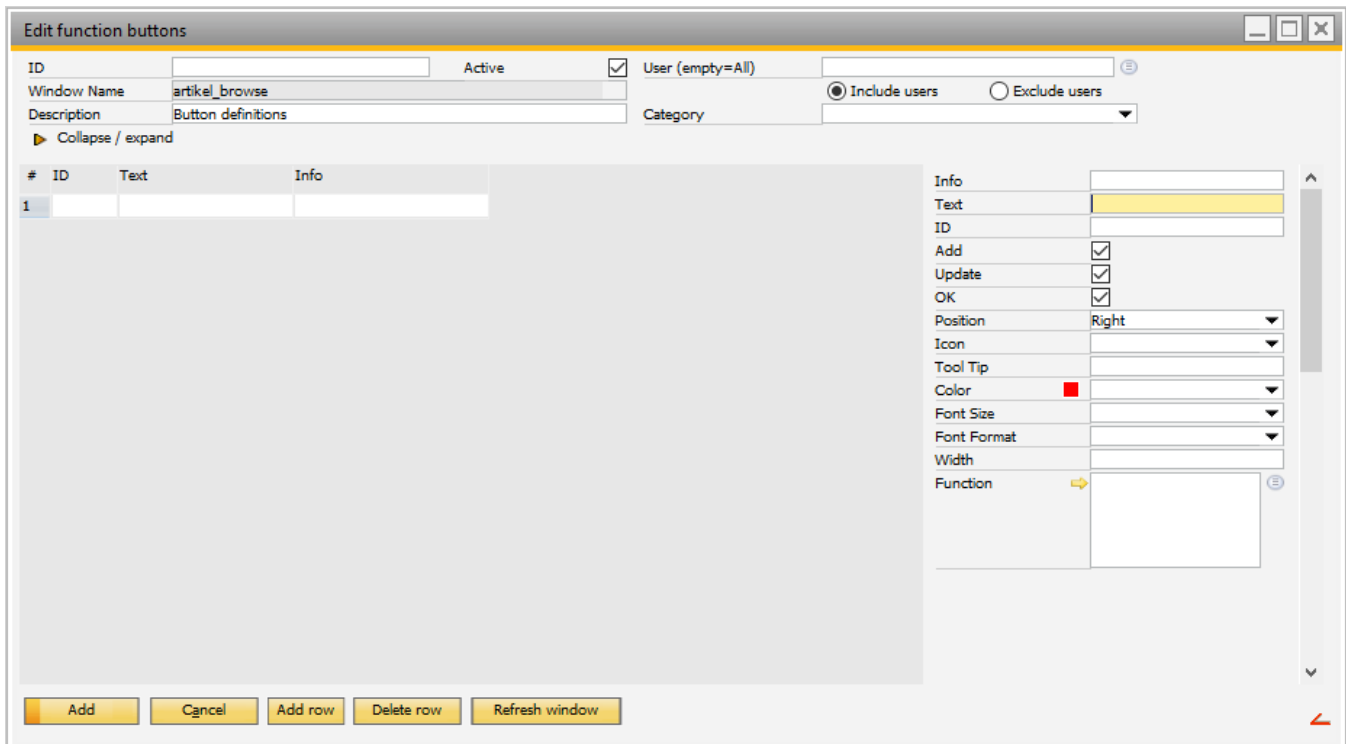 Edit function buttons
ID Active User (empty=All)
Window Name artikel_browse Include users Exclude users
Description Button definitions Category
Collapse / expand
# ID Text Info
1
Info
Text
ID
Add
Update
OK
Position Right
Icon
Tool Tip
Color
Font Size
Font Format
Width
Function
Add Cancel Add row Delete row Refresh window